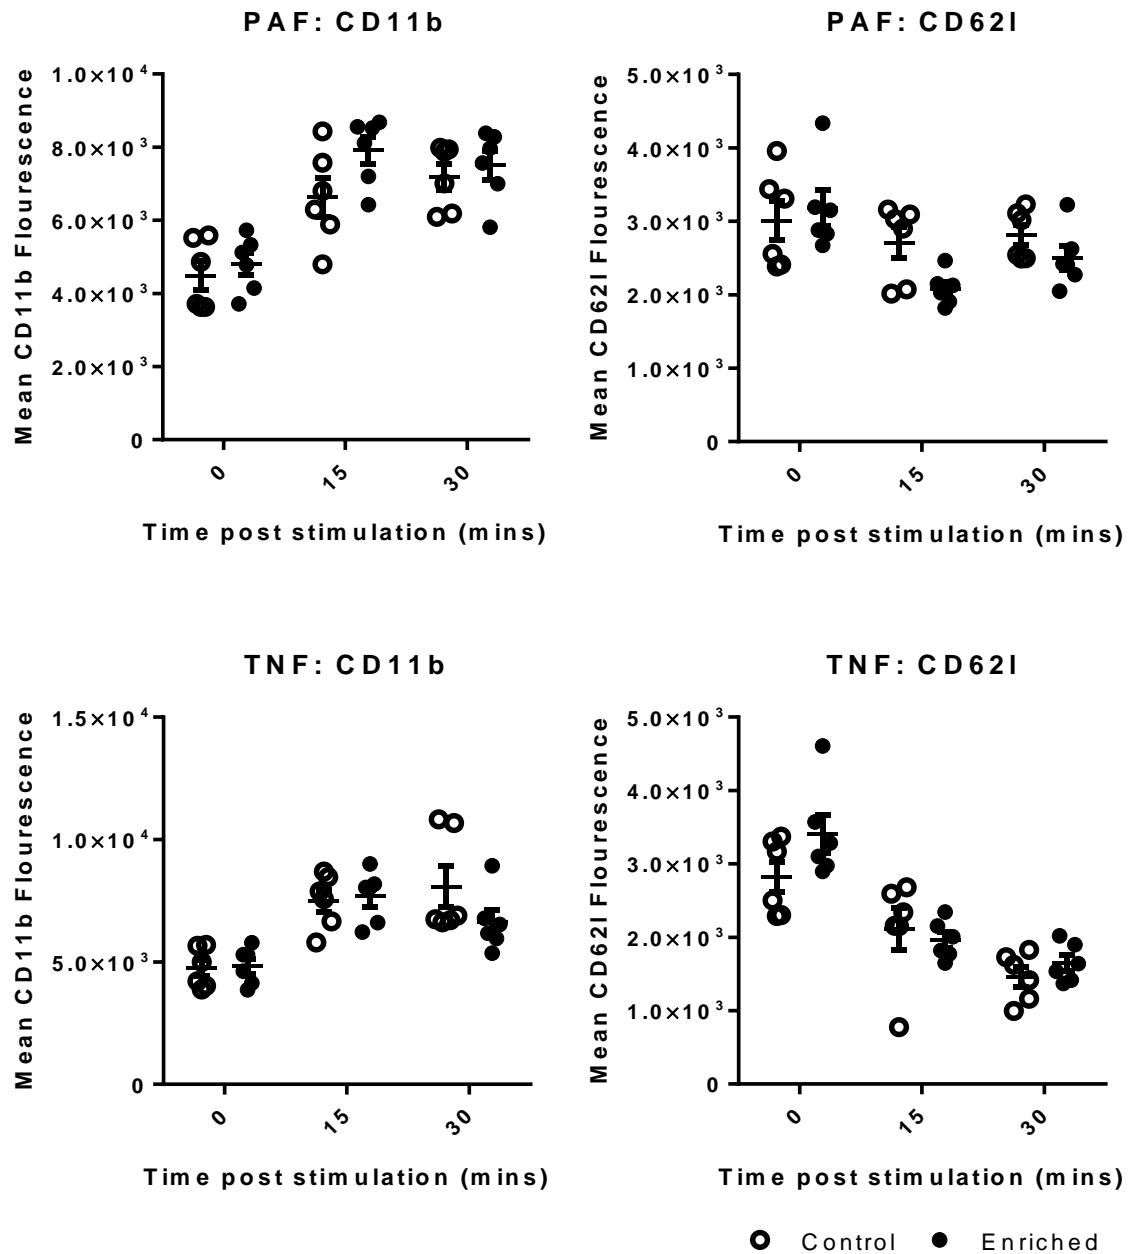 PAF: CD11b
Mean CD11b Flourescence
1.0×10⁴
8.0×10³
6.0×10³
4.0×10³
2.0×10³
0
0
15
30
Time post stimulation (mins)
PAF: CD62l
Mean CD62l Flourescence
5.0×10³
4.0×10³
3.0×10³
2.0×10³
1.0×10³
0
0
15
30
Time post stimulation (mins)
TNF: CD11b
Mean CD11b Flourescence
1.5×10⁴
1.0×10⁴
5.0×10³
0
0
15
30
Time post stimulation (mins)
TNF: CD62l
Mean CD62l Flourescence
5.0×10³
4.0×10³
3.0×10³
2.0×10³
1.0×10³
0
0
15
30
Time post stimulation (mins)
Control
Enriched